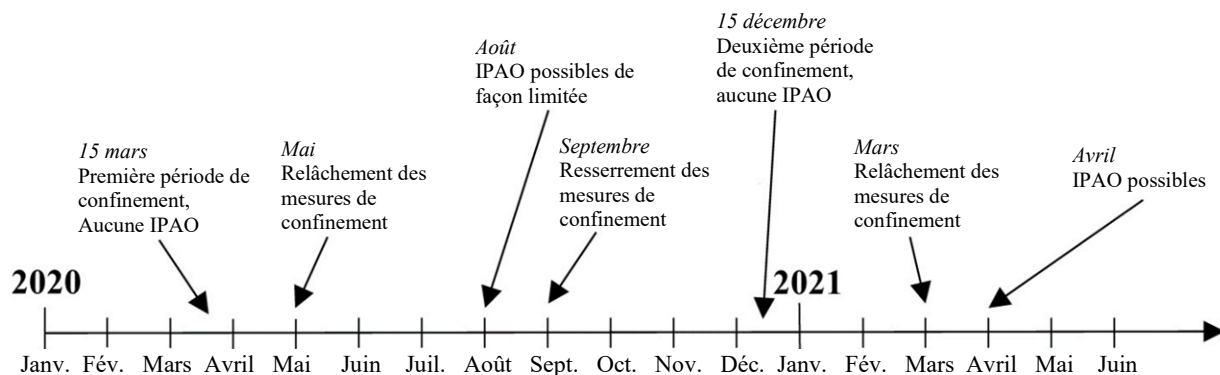 15 décembre
Deuxième période
de confinement,
aucune IPAO
Août
IPAO possibles de
façon limitée
15 mars
Première période de
confinement,
Aucune IPAO
Mai
Relâchement des
mesures de
confinement
Septembre
Resserrement des
mesures de
confinement
Mars
Relâchement des
mesures de
confinement
Avril
IPAO possibles
2020 2021
Janv. Fév. Mars Avril Mai Juin Juil. Août Sept. Oct. Nov. Déc. Janv. Fév. Mars Avril Mai Juin